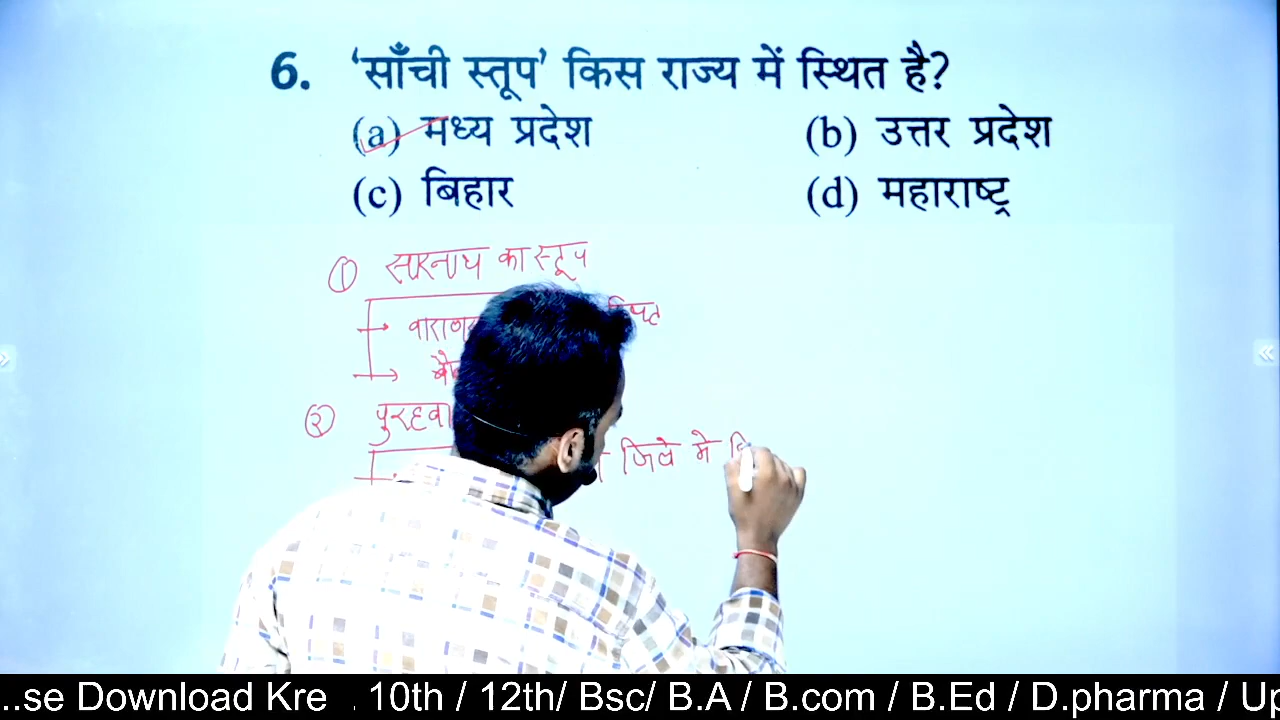 6. 'साँची स्तूप' किस राज्य में स्थित है?
(a) मध्य प्रदेश (b) उत्तर प्रदेश
(c) बिहार (d) महाराष्ट्र
① सारनाथ का स्टूप
② 
जिले मे
..se Download Kre . 10th / 12th/ Bsc/ B.A / B.com / B.Ed / D.pharma / Up